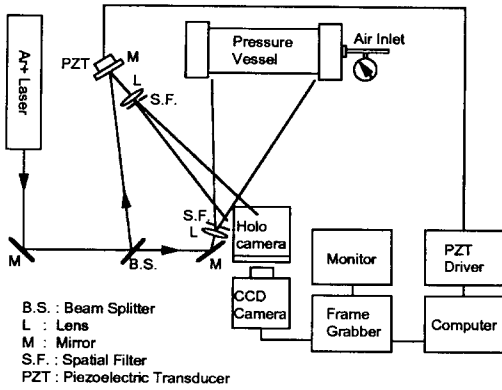 Ar+ Laser
PZT
M
L
S.F.
Pressure
Vessel
Air Inlet
S.F.
L
Holo
camera
M
B.S.
M
CCD
Camera
Monitor
Frame
Grabber
PZT
Driver
Computer
B.S. : Beam Splitter
L : Lens
M : Mirror
S.F. : Spatial Filter
PZT : Piezoelectric Transducer